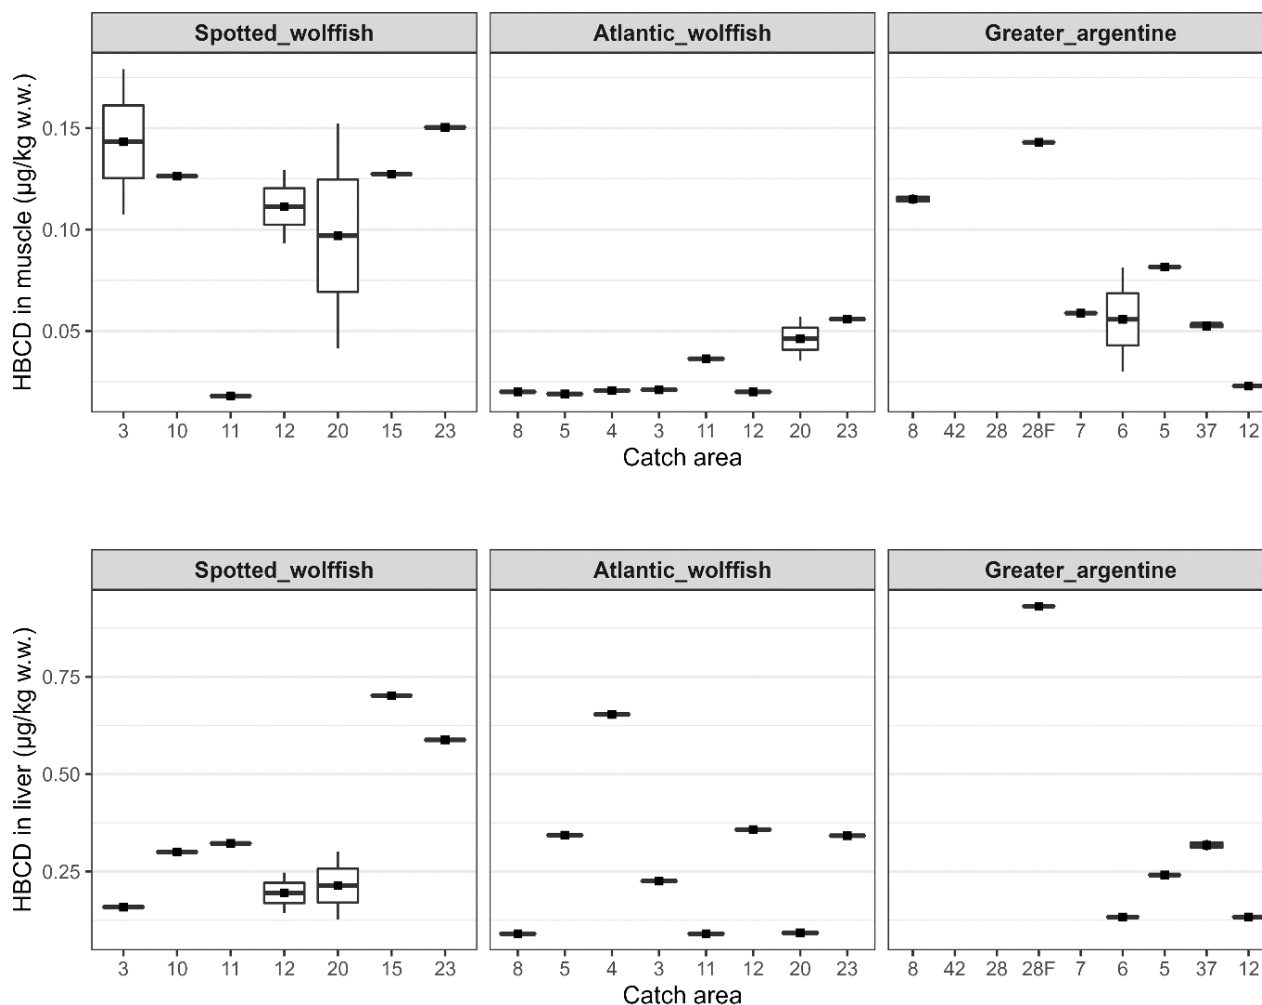 Spotted_wolffish Atlantic_wolffish Greater_argentine
HBCD in muscle (µg/kg w.w.)
0.15
0.10
0.05
3 10 11 12 20 15 23 8 5 4 3 11 12 20 23 8 42 28 28F 7 6 5 37 12
Catch area
Spotted_wolffish Atlantic_wolffish Greater_argentine
HBCD in liver (µg/kg w.w.)
0.75
0.50
0.25
3 10 11 12 20 15 23 8 5 4 3 11 12 20 23 8 42 28 28F 7 6 5 37 12
Catch area